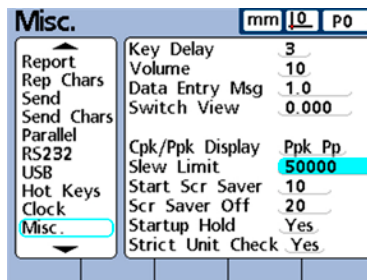 Misc.
mm |0 P0
Report
Rep Chars
Send
Send Chars
Parallel
RS232
USB
Hot Keys
Clock
Misc.
Key Delay 3
Volume 10
Data Entry Msg 1.0
Switch View 0.000
Cpk/Ppk Display Ppk Pp
Slew Limit 50000
Start Scr Saver 10
Scr Saver Off 20
Startup Hold Yes
Strict Unit Check Yes